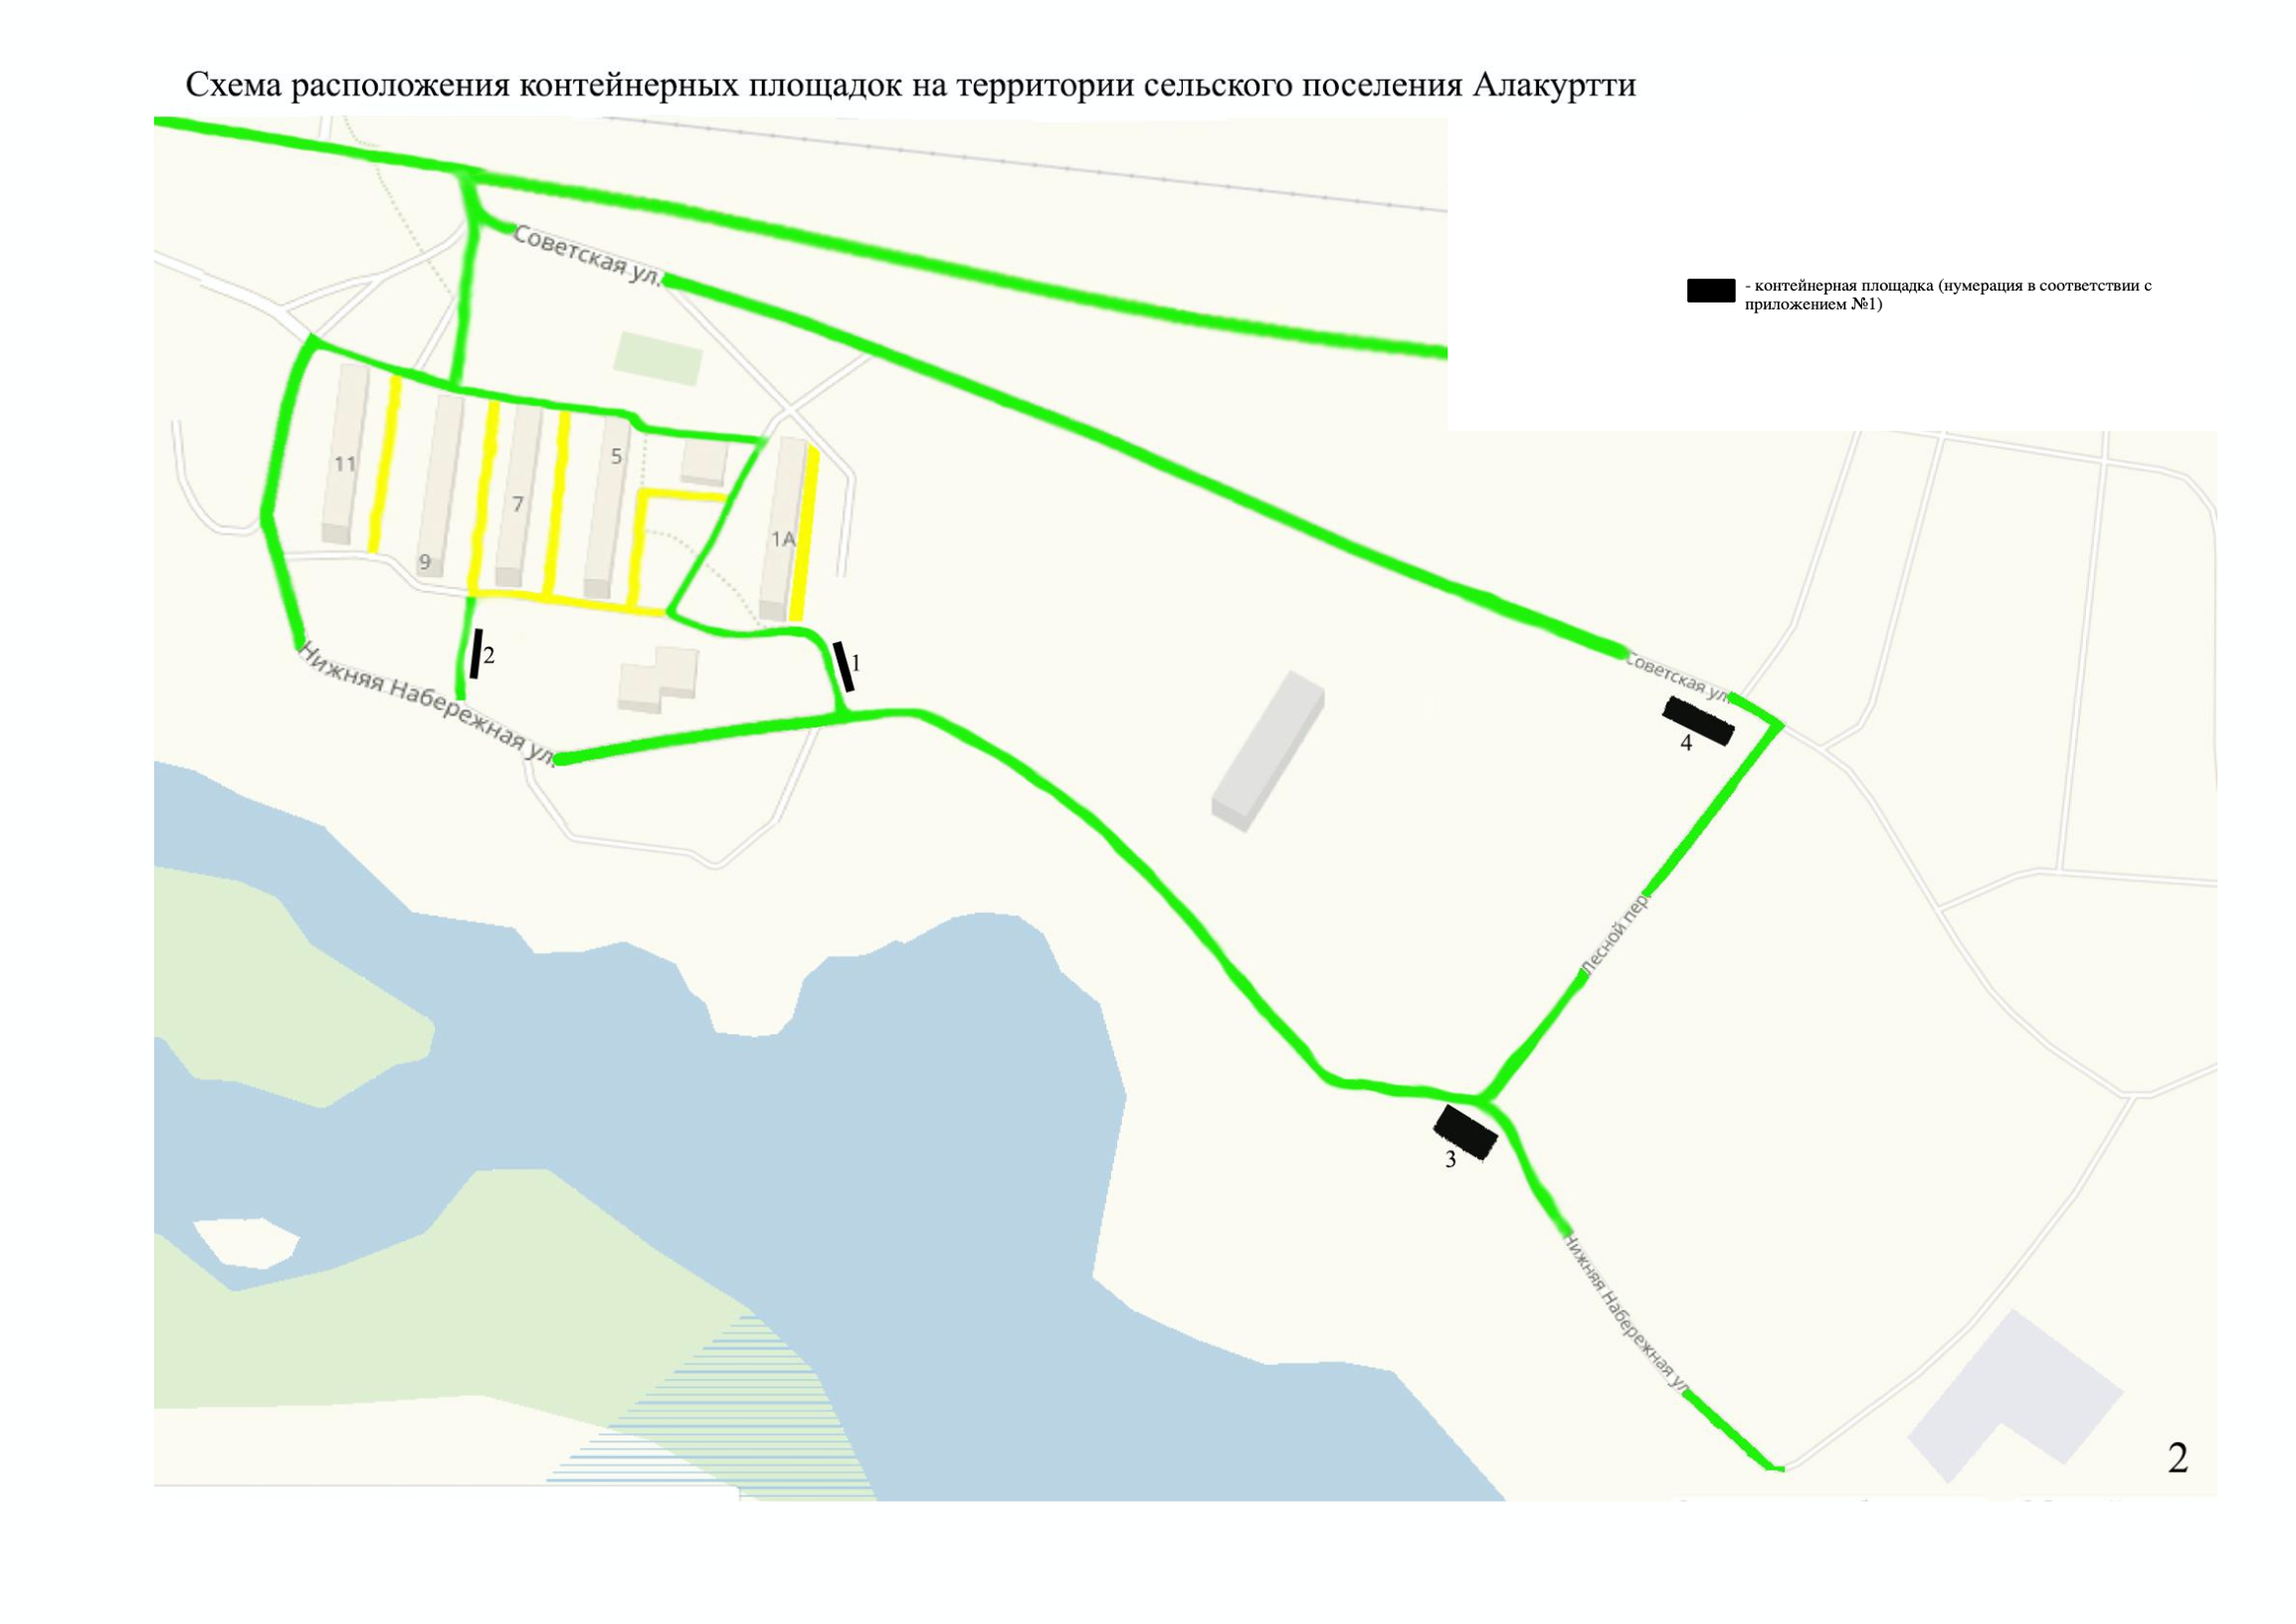 Схема расположения контейнерных площадок на территории сельского поселения Алакуртти
Советская ул.
- контейнерная площадка (нумерация в соответствии с
приложением №1)
11
5
7
1А
9
2
1
Нижняя Набережная ул.
Советская ул.
4
Лесной пер.
3
Нижняя Набережная ул.
2